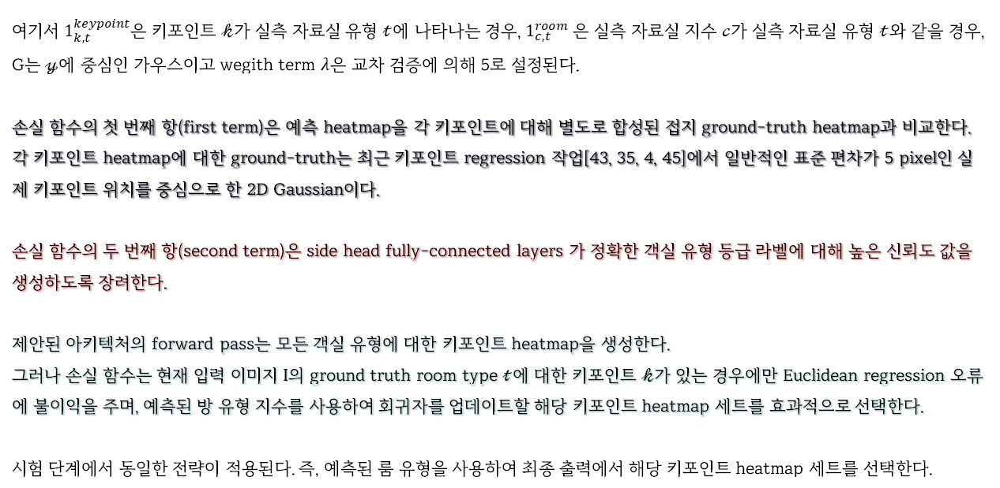 여기서 $1_{k,t}^{keypoint}$은 키포인트 𝓀가 실측 자료실 유형 𝑡에 나타나는 경우, $1_{c,t}^{room}$ 은 실측 자료실 지수 𝑐가 실측 자료실 유형 𝑡와 같을 경우,
G는 𝓎에 중심인 가우스이고 wegith term λ은 교차 검증에 의해 5로 설정된다.
손실 함수의 첫 번째 항(first term)은 예측 heatmap을 각 키포인트에 대해 별도로 합성된 접지 ground-truth heatmap과 비교한다.
각 키포인트 heatmap에 대한 ground-truth는 최근 키포인트 regression 작업[43, 35, 4, 45]에서 일반적인 표준 편차가 5 pixel인 실
제 키포인트 위치를 중심으로 한 2D Gaussian이다.
손실 함수의 두 번째 항(second term)은 side head fully-connected layers 가 정확한 객실 유형 등급 라벨에 대해 높은 신뢰도 값을
생성하도록 장려한다.
제안된 아키텍처의 forward pass는 모든 객실 유형에 대한 키포인트 heatmap을 생성한다.
그러나 손실 함수는 현재 입력 이미지 I의 ground truth room type 𝑡에 대한 키포인트 𝓀가 있는 경우에만 Euclidean regression 오류
에 불이익을 주며, 예측된 방 유형 지수를 사용하여 회귀자를 업데이트할 해당 키포인트 heatmap 세트를 효과적으로 선택한다.
시험 단계에서 동일한 전략이 적용된다. 즉, 예측된 룸 유형을 사용하여 최종 출력에서 해당 키포인트 heatmap 세트를 선택한다.